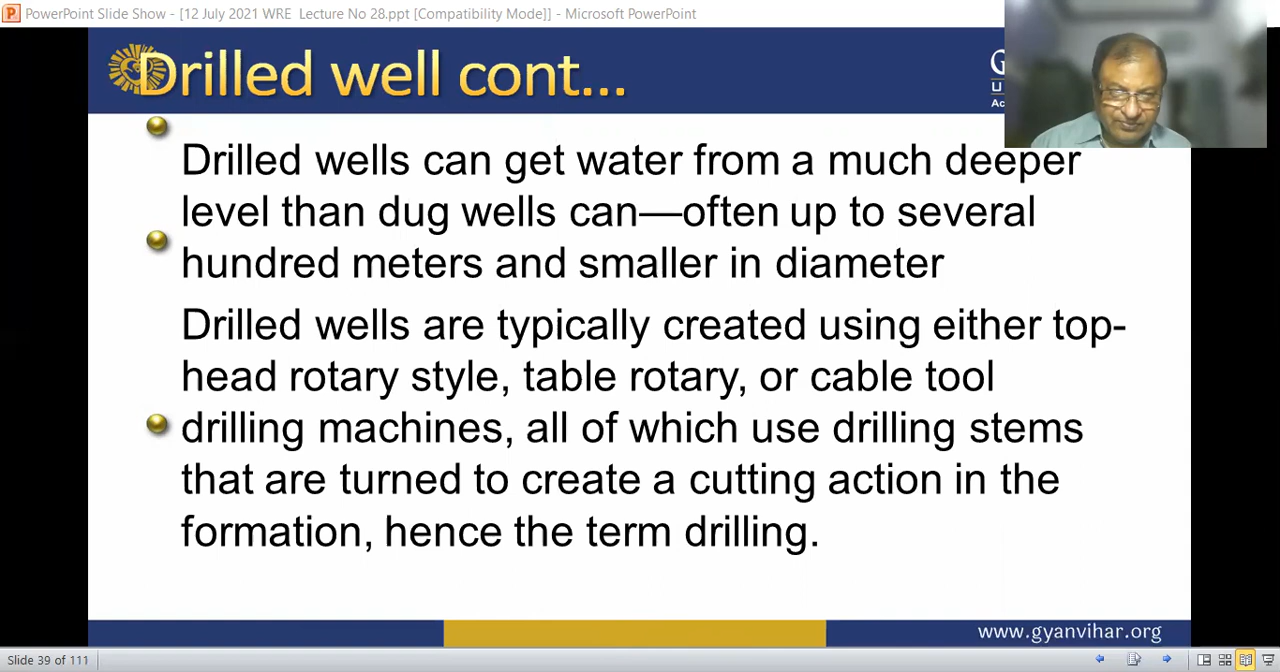 PowerPoint Slide Show - [12 July 2021 WRE Lecture No 28.ppt [Compatibility Mode]] - Microsoft PowerPoint
Drilled well cont...
G
U
Ac
Drilled wells can get water from a much deeper
level than dug wells can—often up to several
hundred meters and smaller in diameter
Drilled wells are typically created using either top-
head rotary style, table rotary, or cable tool
drilling machines, all of which use drilling stems
that are turned to create a cutting action in the
formation, hence the term drilling.
www.gyanvihar.org
Slide 39 of 111